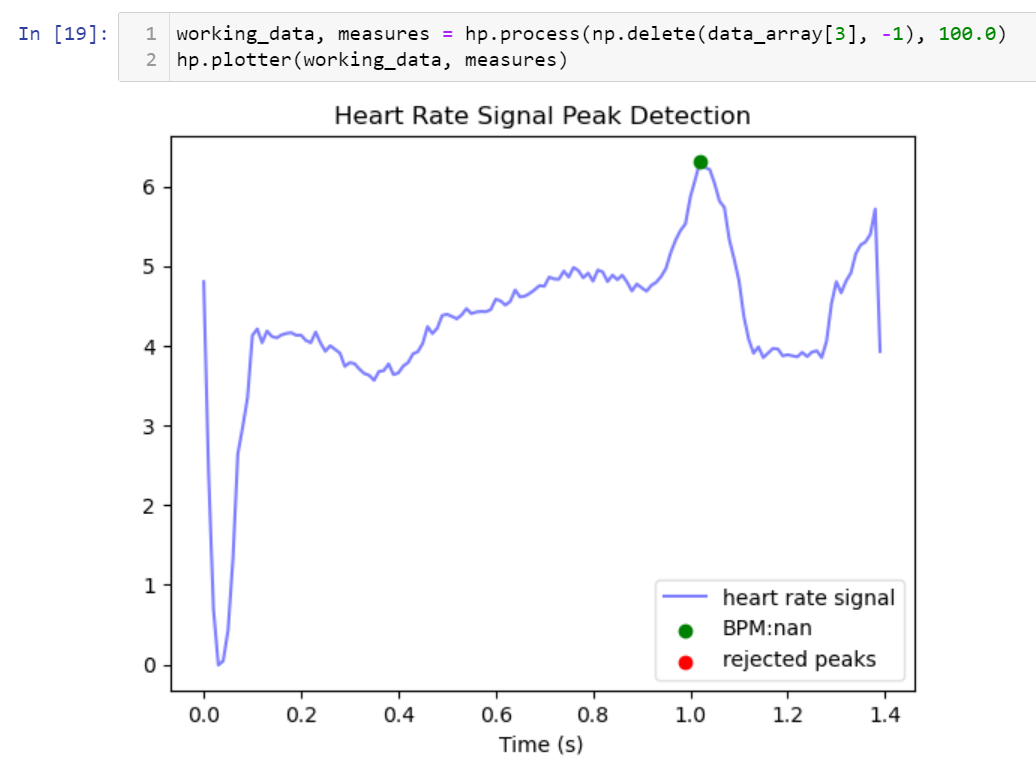 In [19]:
1 working_data, measures = hp.process(np.delete(data_array[3], -1), 100.0)
2 hp.plotter(working_data, measures)
Heart Rate Signal Peak Detection
6
5
4
3
2
1
0
heart rate signal
BPM:nan
rejected peaks
0.0 0.2 0.4 0.6 0.8 1.0 1.2 1.4
Time (s)